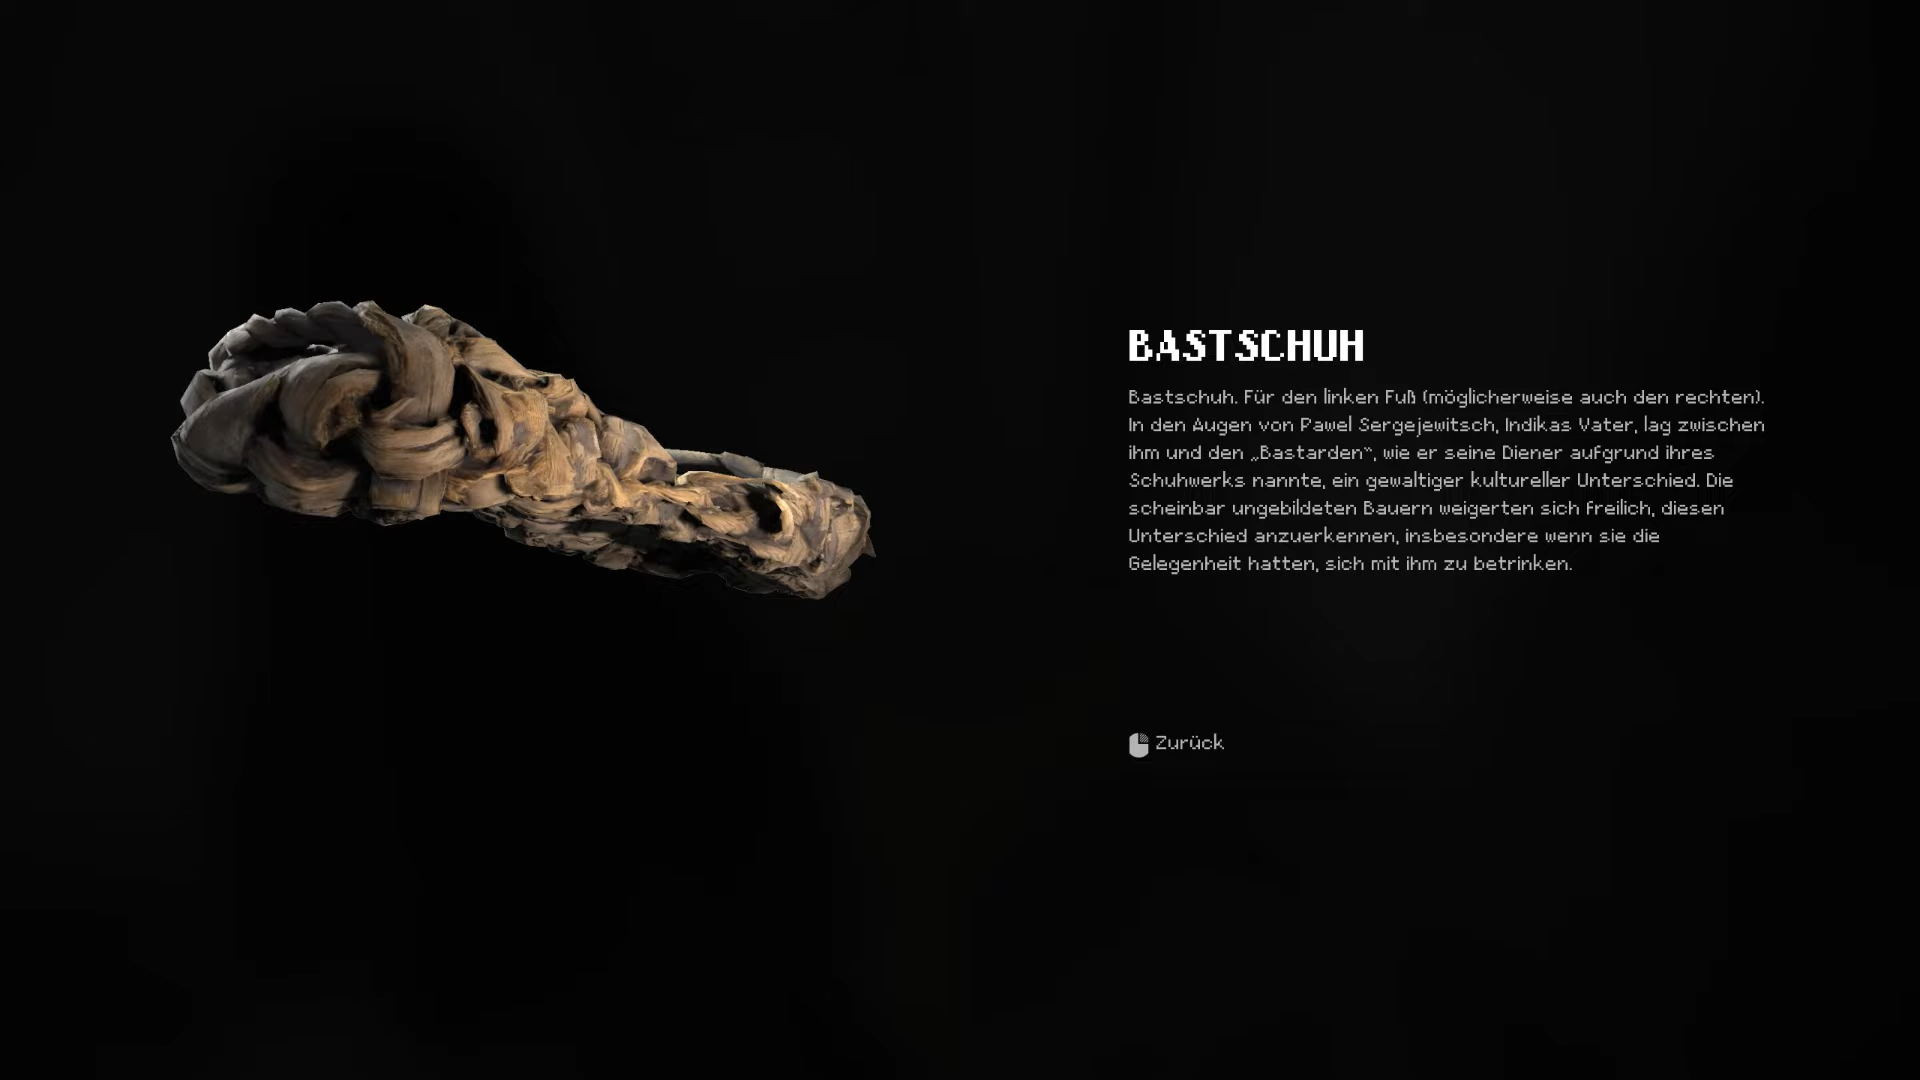 BASTSCHUH
Bastschuh. Für den linken Fuß (möglicherweise auch den rechten).
In den Augen von Pawel Sergejewitsch, Indikas Vater, lag zwischen
ihm und den „Bastarden“, wie er seine Diener aufgrund ihres
Schuhwerks nannte, ein gewaltiger kultureller Unterschied. Die
scheinbar ungebildeten Bauern weigerten sich freilich, diesen
Unterschied anzuerkennen, insbesondere wenn sie die
Gelegenheit hatten, sich mit ihm zu betrinken.
Zurück